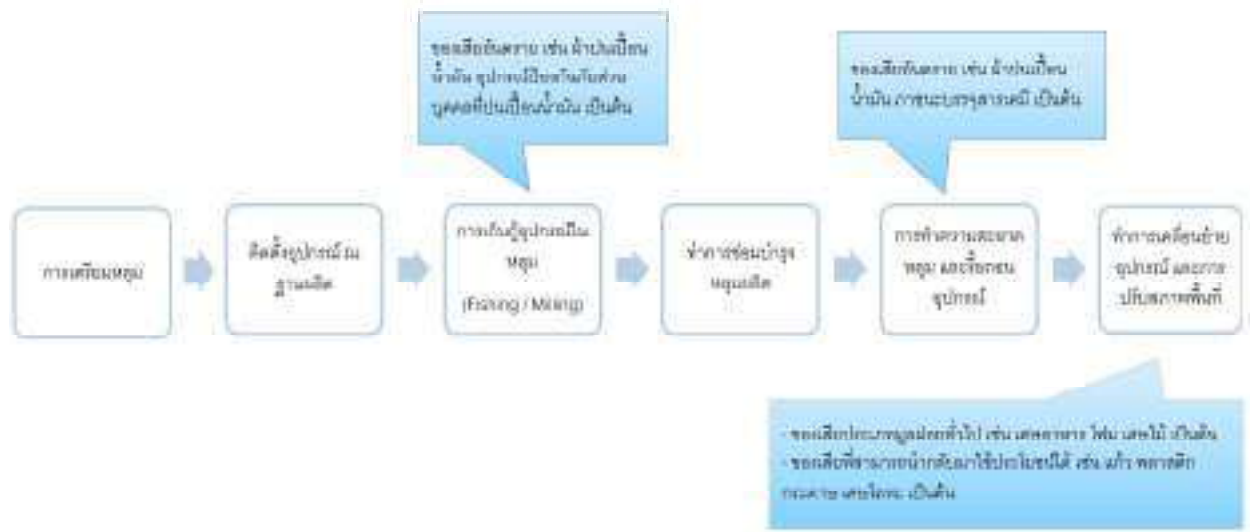 ของเสียอันตราย เช่น ผ้าปนเปื้อน
น้ำมัน อุปกรณ์ป้องกันภัยส่วน
บุคคลที่ปนเปื้อนน้ำมัน เป็นต้น
ของเสียอันตราย เช่น ผ้าปนเปื้อน
น้ำมัน ภาชนะบรรจุสารเคมี เป็นต้น
การเตรียมหลุม
ติดตั้งอุปกรณ์ ณ
ฐานผลิต
การเก็บกู้อุปกรณ์ใน
หลุม
(Fishing / Milling)
ทำการซ่อมบำรุง
หลุมผลิต
การทำความสะอาด
หลุม และรื้อถอน
อุปกรณ์
ทำการเคลื่อนย้าย
อุปกรณ์ และการ
ปรับสภาพพื้นที่
- ของเสียประเภทมูลฝอยทั่วไป เช่น เศษอาหาร โฟม เศษไม้ เป็นต้น
- ของเสียที่สามารถนำกลับมาใช้ประโยชน์ได้ เช่น แก้ว พลาสติก
กระดาษ เศษโลหะ เป็นต้น